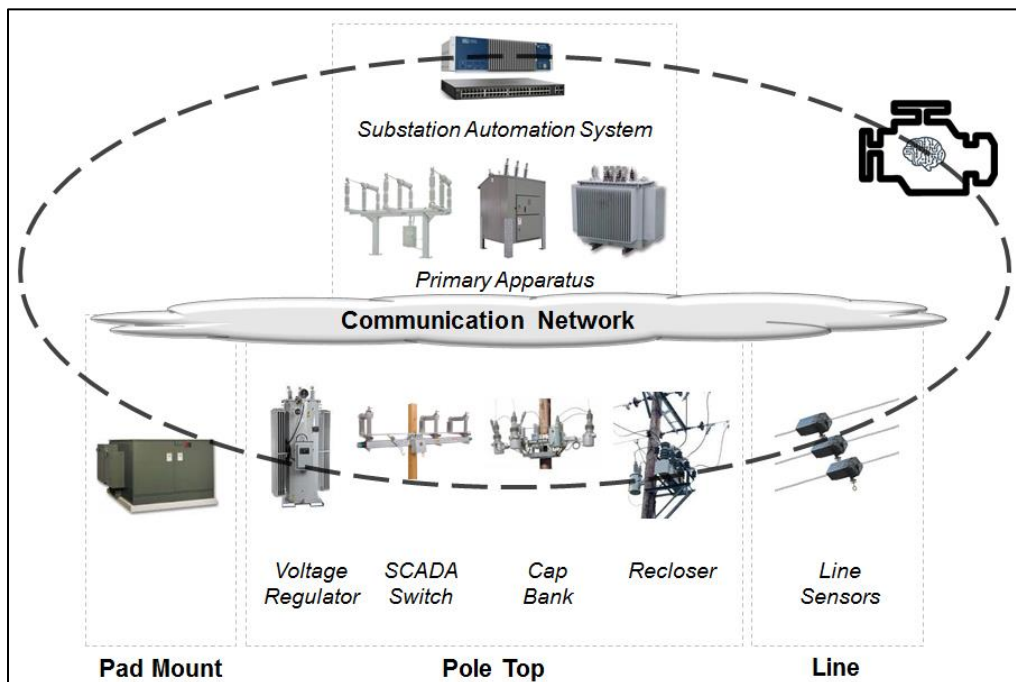 Substation Automation System
Primary Apparatus
Communication Network
Voltage
Regulator
SCADA
Switch
Cap
Bank
Recloser
Line
Sensors
Pad Mount
Pole Top
Line